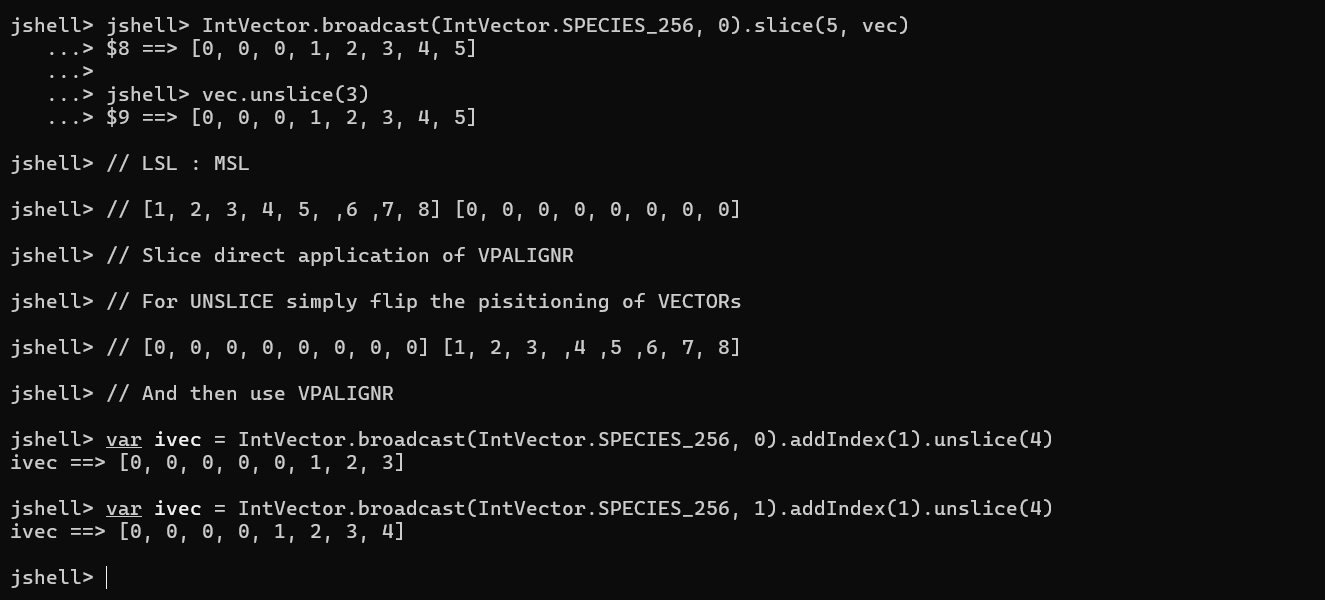 jshell> jshell> IntVector.broadcast(IntVector.SPECIES_256, 0).slice(5, vec)
   ...> $8 ==> [0, 0, 0, 1, 2, 3, 4, 5]
   ...>
   ...> jshell> vec.unslice(3)
   ...> $9 ==> [0, 0, 0, 1, 2, 3, 4, 5]
jshell> // LSL : MSL
jshell> // [1, 2, 3, 4, 5, ,6 ,7, 8] [0, 0, 0, 0, 0, 0, 0, 0]
jshell> // Slice direct application of VPALIGNR
jshell> // For UNSLICE simply flip the pisitioning of VECTORs
jshell> // [0, 0, 0, 0, 0, 0, 0, 0] [1, 2, 3, ,4 ,5 ,6, 7, 8]
jshell> // And then use VPALIGNR
jshell> var ivec = IntVector.broadcast(IntVector.SPECIES_256, 0).addIndex(1).unslice(4)
ivec ==> [0, 0, 0, 0, 0, 1, 2, 3]
jshell> var ivec = IntVector.broadcast(IntVector.SPECIES_256, 1).addIndex(1).unslice(4)
ivec ==> [0, 0, 0, 0, 1, 2, 3, 4]
jshell>